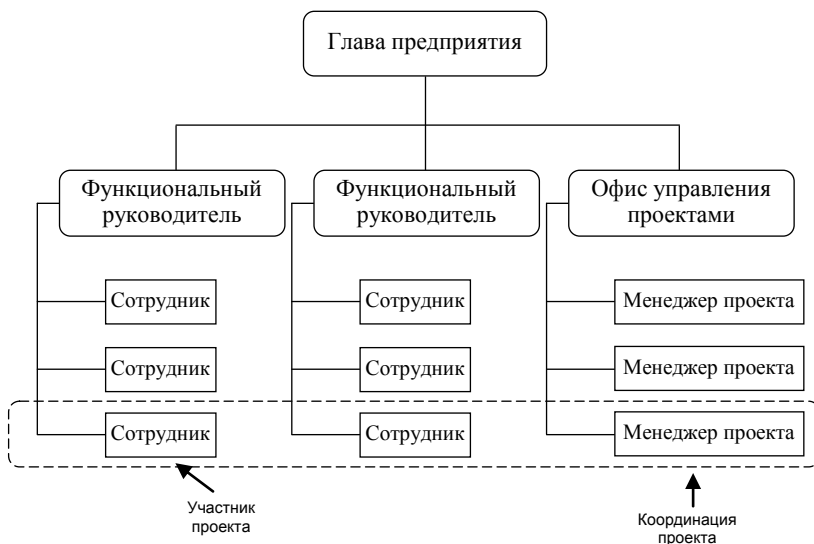 Глава предприятия
Функциональный
руководитель
Функциональный
руководитель
Офис управления
проектами
Сотрудник
Сотрудник
Менеджер проекта
Сотрудник
Сотрудник
Менеджер проекта
Сотрудник
Сотрудник
Менеджер проекта
Участник
проекта
Координация
проекта